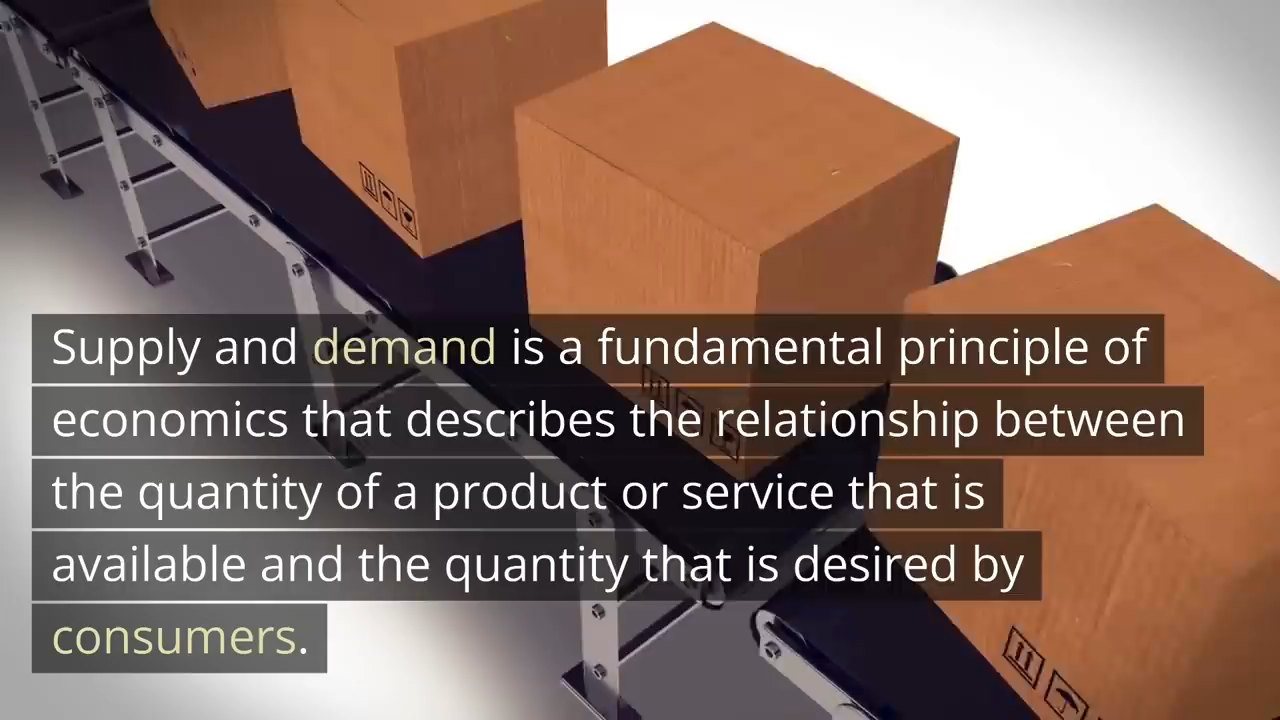 Supply and demand is a fundamental principle of
economics that describes the relationship between
the quantity of a product or service that is
available and the quantity that is desired by
consumers.